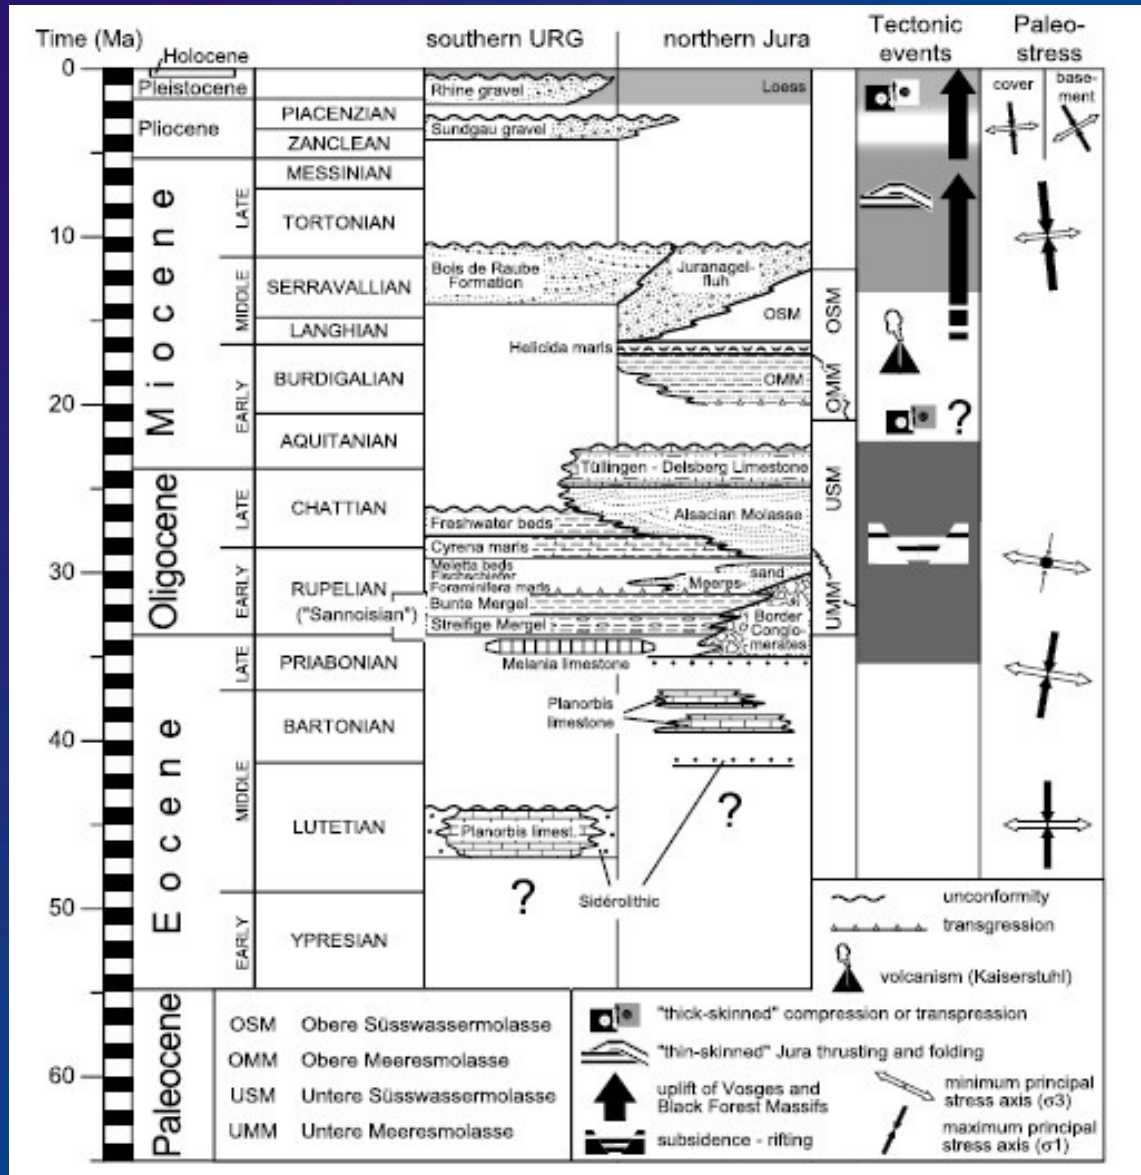 Time (Ma)
southern URG
northern Jura
Tectonic
events
Paleo-
stress
Holocene
0
Pleistocene
Rhine gravel
Loess
cover
base-
ment
Pliocene
PIACENZIAN
Sundgau gravel
ZANCLEAN
Miocene
MESSINIAN
LATE
TORTONIAN
10
Bois de Raube
Formation
Juranagel-
fluh
MIDDLE
SERRAVALLIAN
OSM
OSM
LANGHIAN
Helicida marls
EARLY
BURDIGALIAN
OMM
OMM
20
?
AQUITANIAN
Tüllingen - Delsberg Limestone
USM
Oligocene
LATE
CHATTIAN
Alsacian Molasse
Freshwater beds
Cyrena marls
30
EARLY
RUPELIAN
("Sannoisian")
Meletta beds
Fischschiefer
Foraminifera marls
Meeres-
sand
UMM
Bunte Mergel
Streifige Mergel
Border
Conglo-
merates
Eocene
LATE
PRIABONIAN
Melania limestone
BARTONIAN
Planorbis
limestone
40
MIDDLE
LUTETIAN
Planorbis limest.
?
?
Sidérolithic
50
EARLY
YPRESIAN
unconformity
transgression
volcanism (Kaiserstuhl)
Paleocene
60
OSM Obere Süsswassermolasse
OMM Obere Meeresmolasse
USM Untere Süsswassermolasse
UMM Untere Meeresmolasse
"thick-skinned" compression or transpression
"thin-skinned" Jura thrusting and folding
uplift of Vosges and
Black Forest Massifs
subsidence - rifting
minimum principal
stress axis (σ3)
maximum principal
stress axis (σ1)